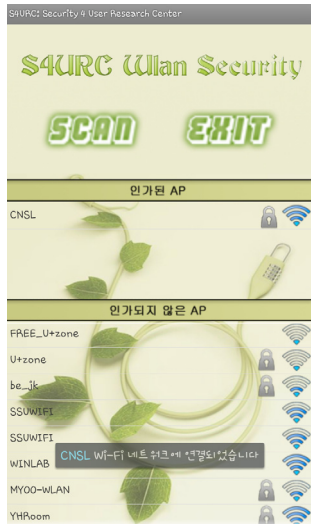 S4URC: Security 4 User Research Center
S4URC Wlan Security
SCAN EXIT
인가된 AP
CNSL
인가되지 않은 AP
FREE_U+zone
U+zone
be_jk
SSUWIFI
SSUWIFI
WINLAB
CNSL Wi-Fi 네트워크에 연결되었습니다
MYOO-WLAN
YHRoom